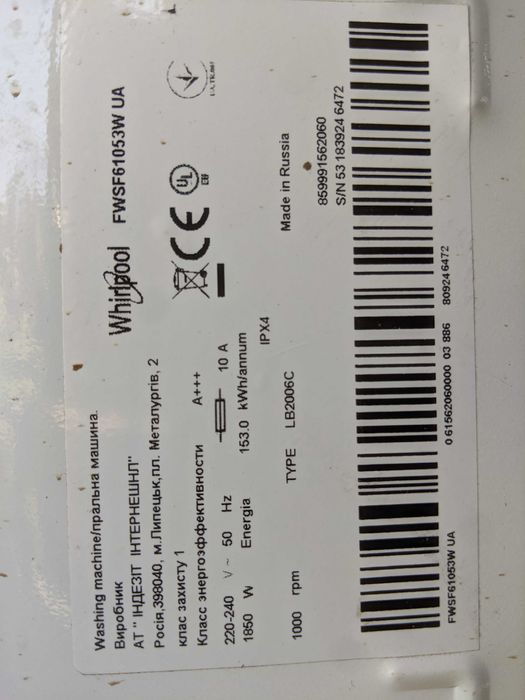 Washing machine/пральна машина.
Виробник
АТ " ІНДЕЗІТ ІНТЕРНЕШНЛ"
Росія,398040, м.Липецьк,пл. Металургів, 2
клас захисту 1
Класс энергоэффективности A+++
220-240 V ~ 50 Hz 10 A
1850 W Energia 153.0 kWh/annum
IPX4
1000 rpm TYPE LB2006C
Made in Russia
Whirlpool FWSF61053W UA
CE UL
859991562060
S/N 53 183924 6472
FWSF61053W UA 0 61562060000 03 886 80924 6472